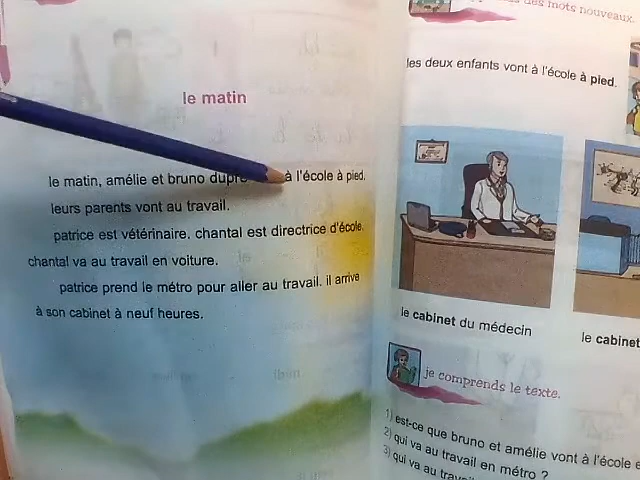 le matin
le matin, amélie et bruno à l'école à pied.
leurs parents vont au travail.
patrice est vétérinaire. chantal est directrice d'école.
chantal va au travail en voiture.
patrice prend le métro pour aller au travail. il arrive
à son cabinet à neuf heures.
des mots nouveaux.
les deux enfants vont à l'école à pied.
le cabinet du médecin
le cabinet
je comprends le texte.
1) est-ce que bruno et amélie vont à l'école
2) qui va au travail en métro ?
3) qui va au